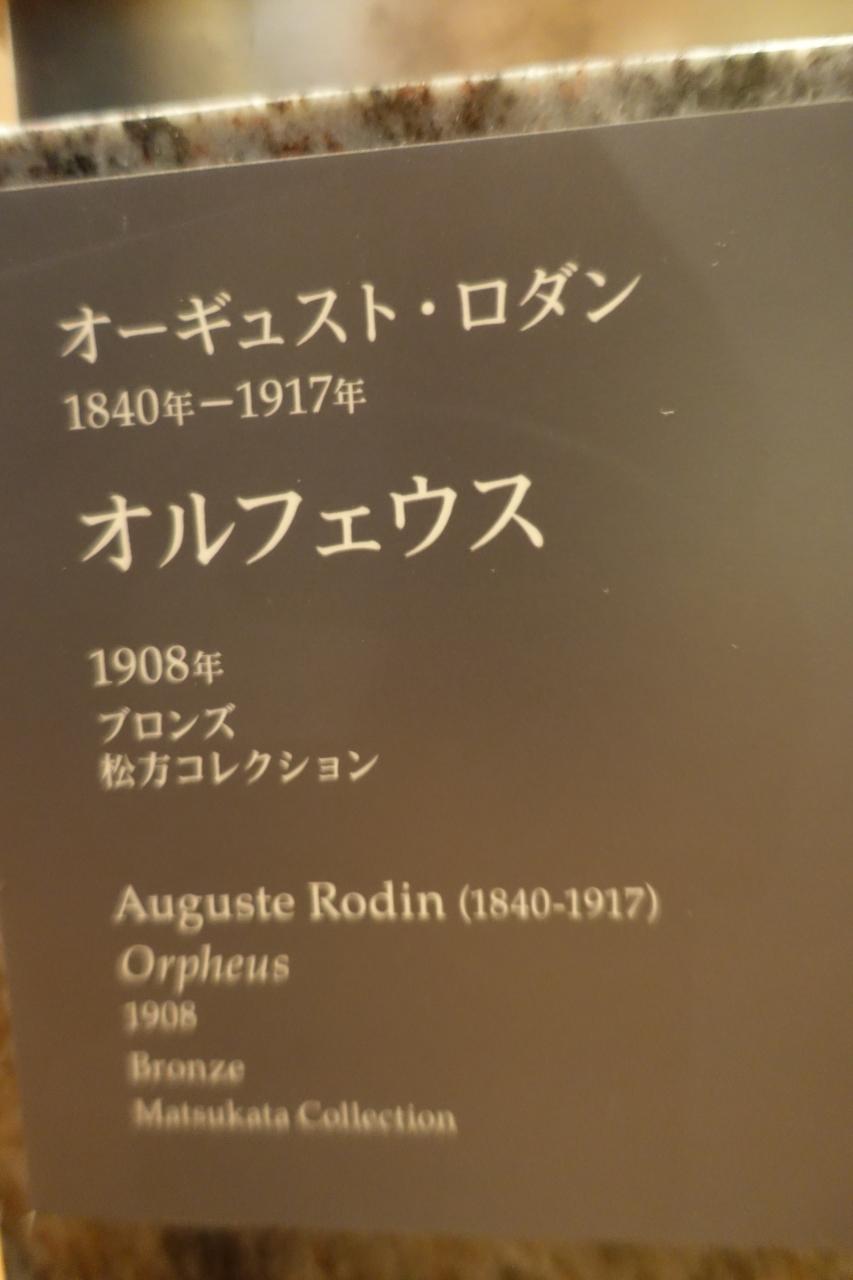 オーギュスト・ロダン
1840年－1917年
オルフェウス
1908年
ブロンズ
松方コレクション
Auguste Rodin (1840-1917)
Orpheus
1908
Bronze
Matsukata Collection